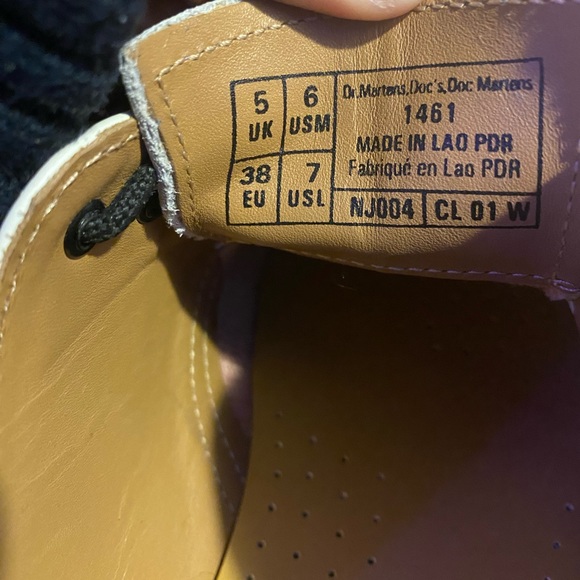 5 UK
6 USM
38 EU
7 USL
Dr. Martens, Doc's, Doc Martens
1461
MADE IN LAO PDR
Fabriqué en Lao PDR
NJ004 CL 01 W